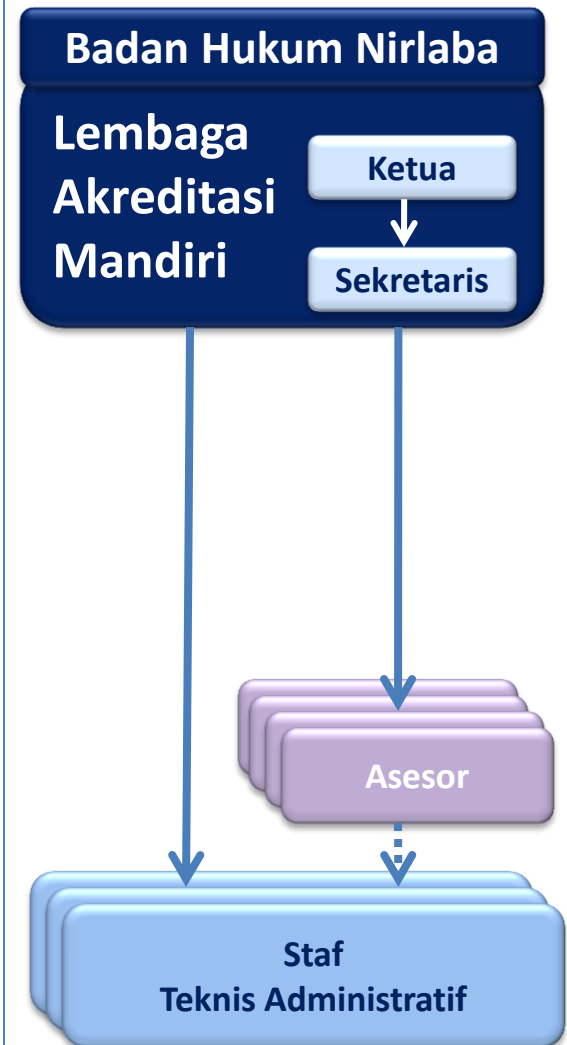 Badan Hukum Nirlaba
Lembaga
Akreditasi
Mandiri
Ketua
Sekretaris
Asesor
Staf
Teknis Administratif